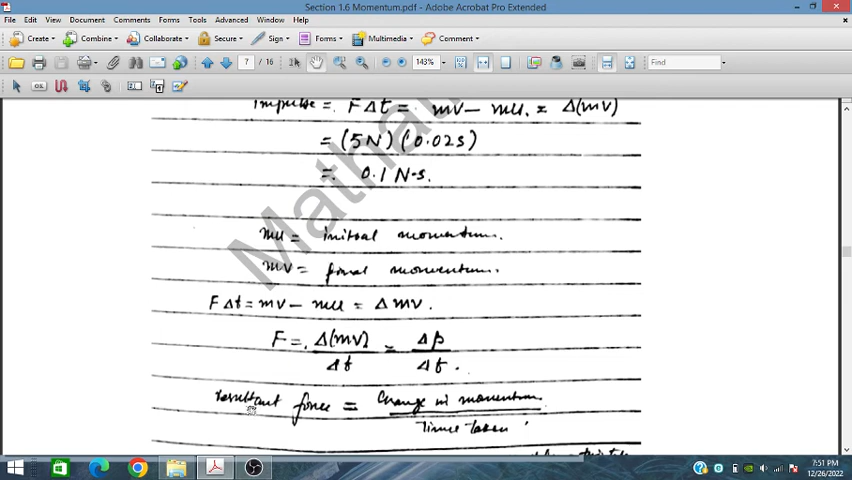 Section 1.6 Momentum.pdf - Adobe Acrobat Pro Extended
File Edit View Document Comments Forms Tools Advanced Window Help
Create Combine Collaborate Secure Sign Forms Multimedia Comment
7 / 16 143% Find
Impulse = F Δt = mv - mu = Δ(mv)
= (5N) (0.02s)
= 0.1 N-s.
mu = initial momentum.
mv = final momentum.
F Δt = mv - mu = Δ mv.
F = Δ(mv) / Δt = Δp / Δt.
resultant force = Change in momentum / Time taken
7:51 PM
12/26/2022